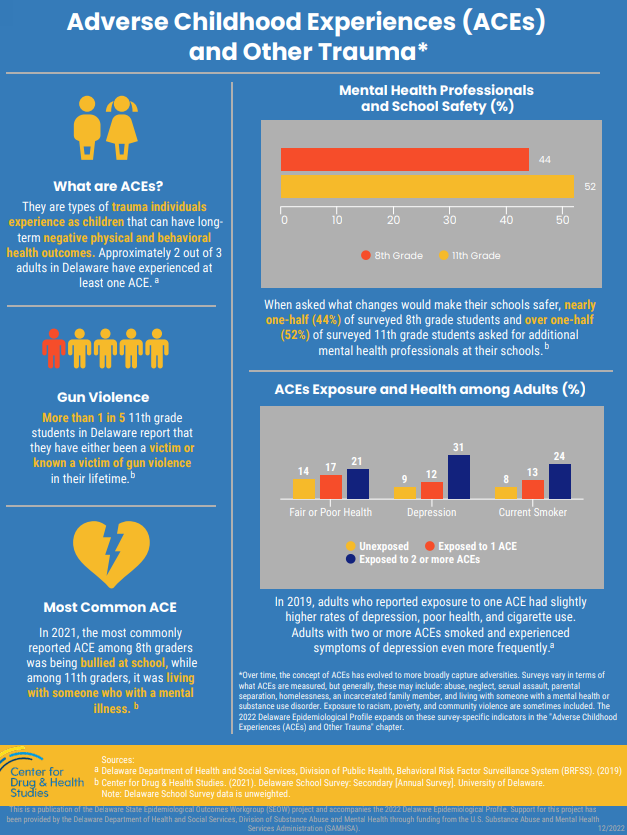 Adverse Childhood Experiences (ACEs)
and Other Trauma*
What are ACEs?
They are types of trauma individuals
experience as children that can have long-
term negative physical and behavioral
health outcomes. Approximately 2 out of 3
adults in Delaware have experienced at
least one ACE. a
Gun Violence
More than 1 in 5 11th grade
students in Delaware report that
they have either been a victim or
known a victim of gun violence
in their lifetime. b
Most Common ACE
In 2021, the most commonly
reported ACE among 8th graders
was being bullied at school, while
among 11th graders, it was living
with someone who with a mental
illness. b
Mental Health Professionals
and School Safety (%)
44
52
0 10 20 30 40 50
8th Grade 11th Grade
When asked what changes would make their schools safer, nearly
one-half (44%) of surveyed 8th grade students and over one-half
(52%) of surveyed 11th grade students asked for additional
mental health professionals at their schools. b
ACEs Exposure and Health among Adults (%)
14 17 21 9 12 31 8 13 24
Fair or Poor Health Depression Current Smoker
Unexposed Exposed to 1 ACE
Exposed to 2 or more ACEs
In 2019, adults who reported exposure to one ACE had slightly
higher rates of depression, poor health, and cigarette use.
Adults with two or more ACEs smoked and experienced
symptoms of depression even more frequently.a
*Over time, the concept of ACEs has evolved to more broadly capture adversities. Surveys vary in terms of
what ACEs are measured, but generally, these may include: abuse, neglect, sexual assault, parental
separation, homelessness, an incarcerated family member, and living with someone with a mental health or
substance use disorder. Exposure to racism, poverty, and community violence are sometimes included. The
2022 Delaware Epidemiological Profile expands on these survey-specific indicators in the "Adverse Childhood
Experiences (ACEs) and Other Trauma" chapter.
Center for
Drug & Health
Studies
Sources:
a Delaware Department of Health and Social Services, Division of Public Health, Behavioral Risk Factor Surveillance System (BRFSS). (2019)
b Center for Drug & Health Studies. (2021). Delaware School Survey: Secondary [Annual Survey]. University of Delaware.
Note: Delaware School Survey data is unweighted.
This is a publication of the Delaware State Epidemiological Outcomes Workgroup (SEOW) project and accompanies the 2022 Delaware Epidemiological Profile. Support for this project has
been provided by the Delaware Department of Health and Social Services, Division of Substance Abuse and Mental Health through funding from the U.S. Substance Abuse and Mental Health
Services Administration (SAMHSA).
12/2022